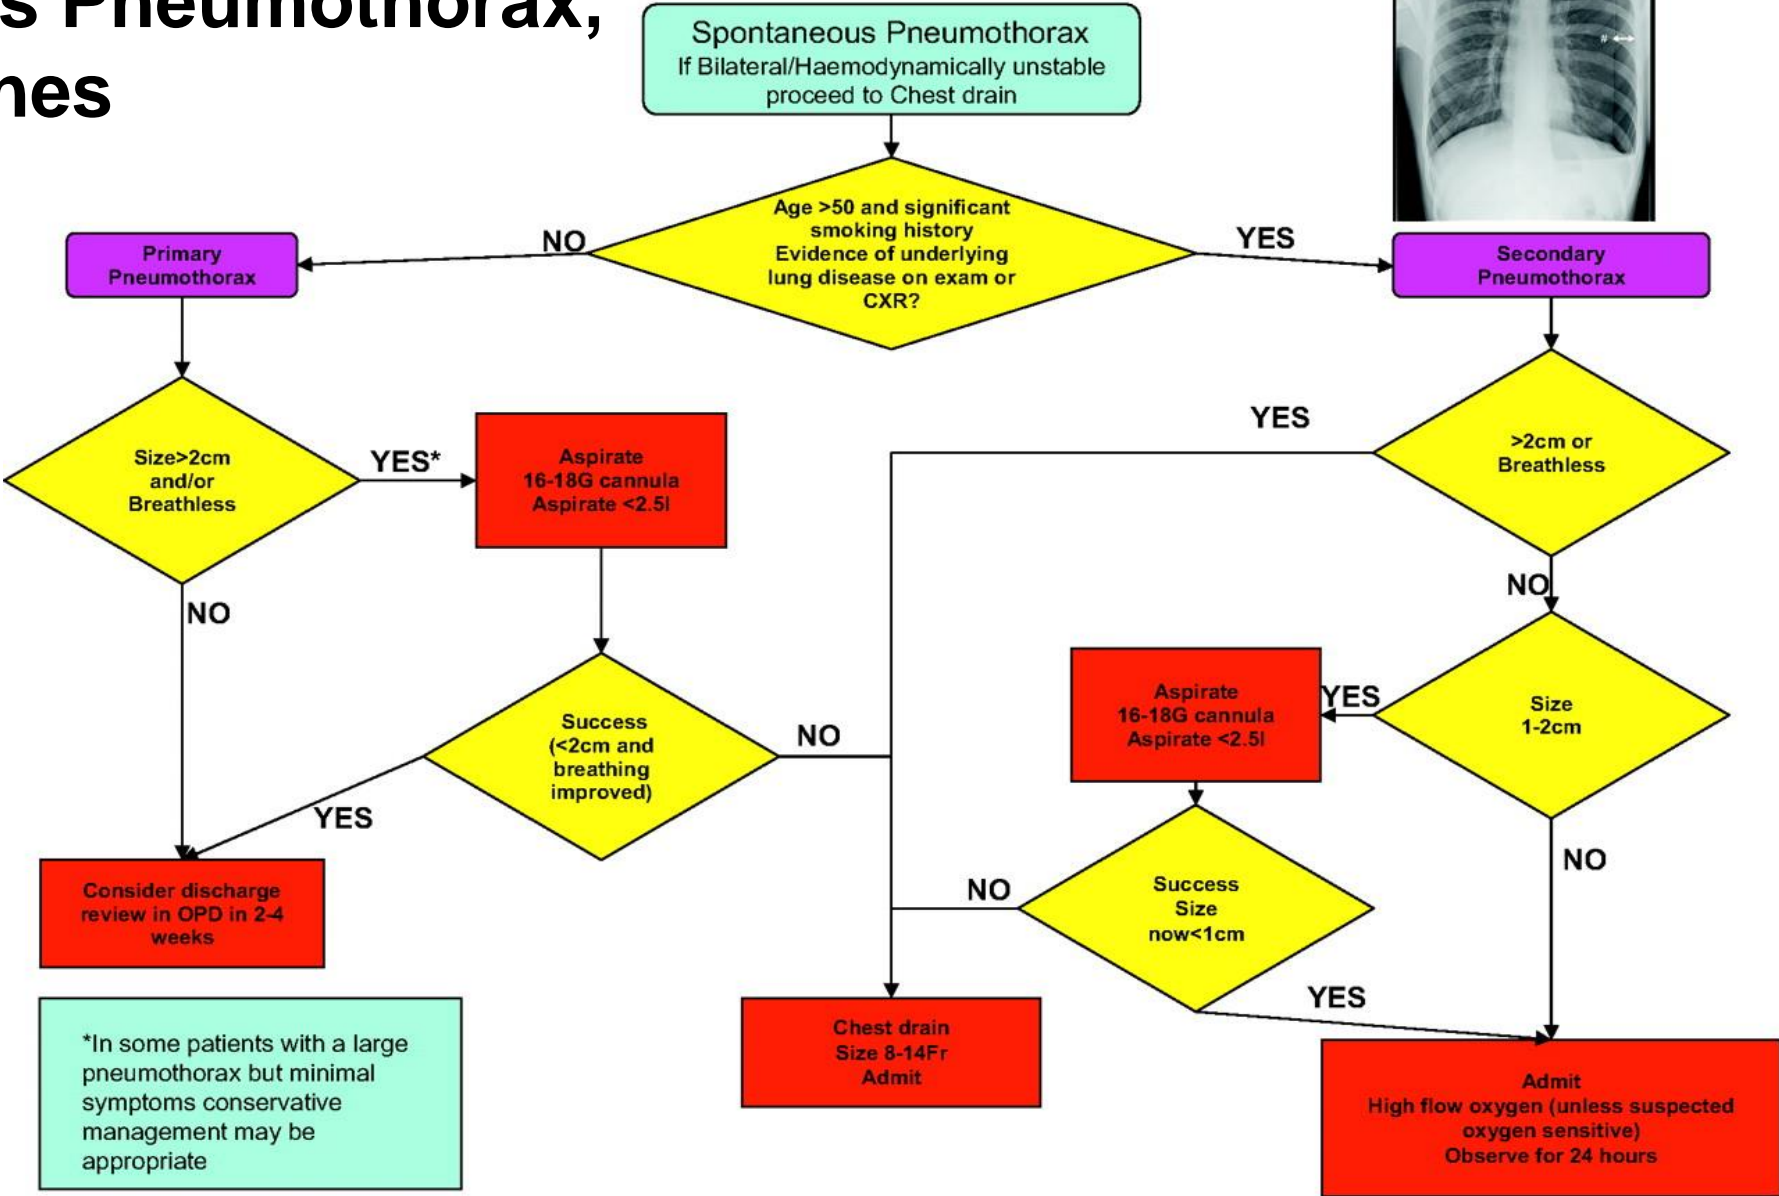 s Pneumothorax,
nes
Spontaneous Pneumothorax
If Bilateral/Haemodynamically unstable
proceed to Chest drain
#
Age >50 and significant
smoking history
Evidence of underlying
lung disease on exam or
CXR?
NO
YES
Primary
Pneumothorax
Secondary
Pneumothorax
Size>2cm
and/or
Breathless
YES*
Aspirate
16-18G cannula
Aspirate <2.5l
YES
>2cm or
Breathless
NO
NO
Success
(<2cm and
breathing
improved)
NO
YES
Aspirate
16-18G cannula
Aspirate <2.5l
YES
Size
1-2cm
NO
Success
Size
now<1cm
NO
YES
Consider discharge
review in OPD in 2-4
weeks
*In some patients with a large
pneumothorax but minimal
symptoms conservative
management may be
appropriate
Chest drain
Size 8-14Fr
Admit
Admit
High flow oxygen (unless suspected
oxygen sensitive)
Observe for 24 hours